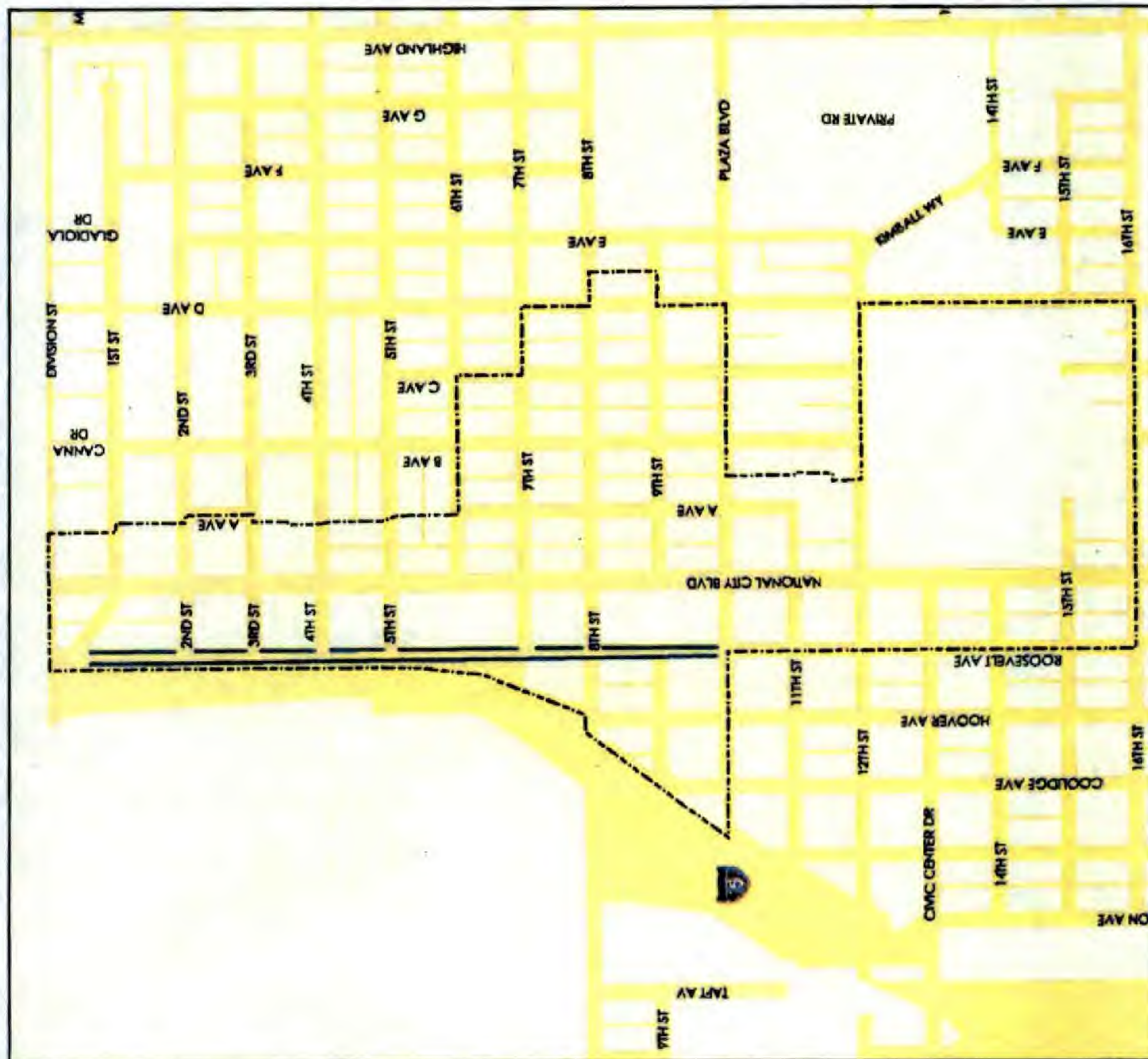 M
HIGHLAND AVE
G AVE
F AVE
GLADIOLA
DR
6TH ST
7TH ST
8TH ST
PLAZA BLVD
PRIVATE RD
14TH ST
F AVE
15TH ST
E AVE
KIMBALL WY
E AVE
16TH ST
DIVISION ST
1ST ST
D AVE
2ND ST
3RD ST
4TH ST
5TH ST
C AVE
CANNA
DR
B AVE
7TH ST
9TH ST
A AVE
A AVE
NATIONAL CITY BLVD
2ND ST
3RD ST
4TH ST
5TH ST
8TH ST
15TH ST
ROOSEVELT AVE
11TH ST
HOOVER AVE
12TH ST
16TH ST
COOLIDGE AVE
CIVIC CENTER DR
14TH ST
5
ON AVE
TAFT AV
9TH ST